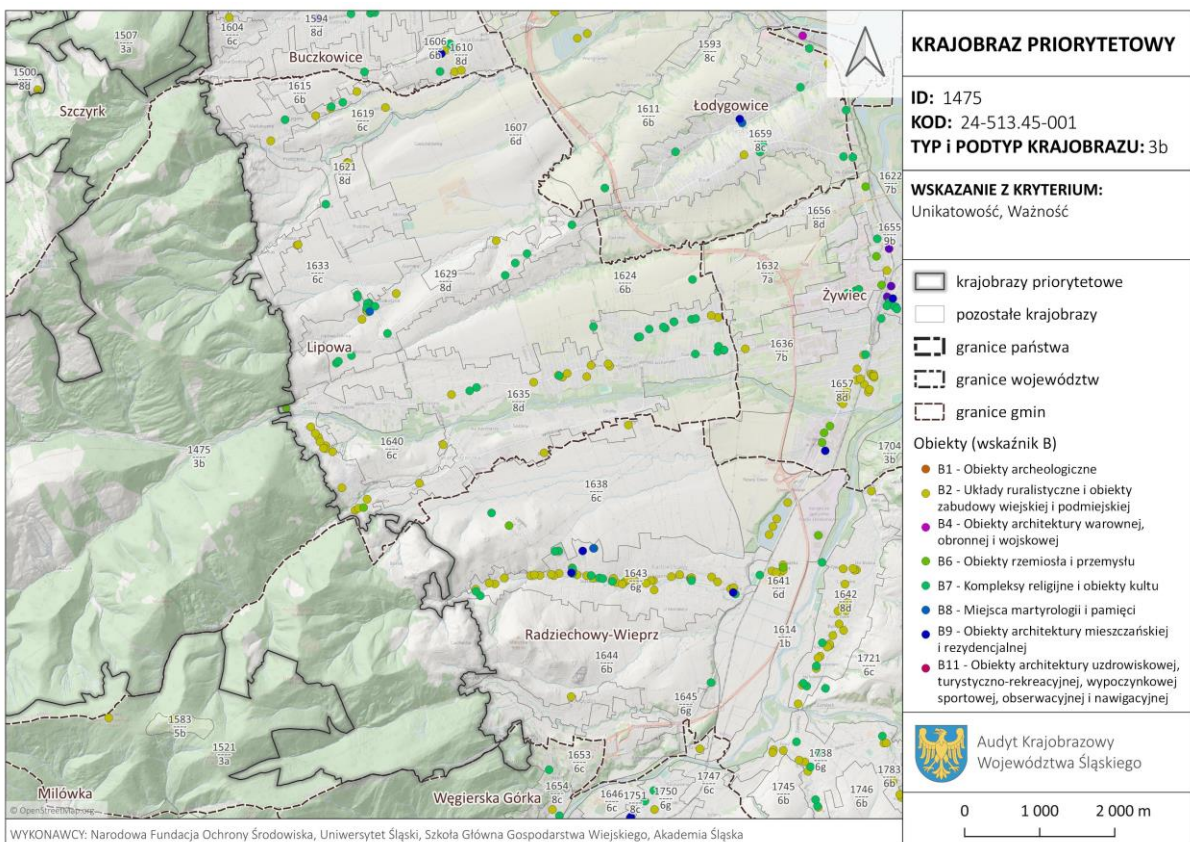 1507
3a
1604
6c
1594
8d
1606
6b
1610
8d
Buczkowice
1593
8c
1500
8d
Szczyrk
1615
6b
1619
6c
1607
6d
1611
6b
Łodygowice
1659
8c
1621
8d
1622
7b
1656
8d
1655
9b
1633
6c
1629
8d
1624
6b
1632
7a
Żywiec
Lipowa
1636
7b
1635
8d
1657
8d
1475
3b
1640
6c
1704
3b
1638
6c
1643
6g
1641
6d
1642
8d
Radziechowy-Wieprz
1614
1b
1644
6b
1721
6c
1645
6g
1583
5b
1521
3a
1653
6c
1738
6g
Milówka
Węgierska Górka
1654
8c
1646
6c
1751
8c
1750
6g
1747
6c
1745
6b
1746
6b
1783
6b
© OpenStreetMap.org
WYKONAWCY: Narodowa Fundacja Ochrony Środowiska, Uniwersytet Śląski, Szkoła Główna Gospodarstwa Wiejskiego, Akademia Śląska
KRAJOBRAZ PRIORYTETOWY
ID: 1475
KOD: 24-513.45-001
TYP i PODTYP KRAJOBRAZU: 3b
WSKAZANIE Z KRYTERIUM:
Unikatowość, Ważność
krajobrazy priorytetowe
pozostałe krajobrazy
granice państwa
granice województw
granice gmin
Obiekty (wskaźnik B)
B1 - Obiekty archeologiczne
B2 - Układy ruralistyczne i obiekty
zabudowy wiejskiej i podmiejskiej
B4 - Obiekty architektury warownej,
obronnej i wojskowej
B6 - Obiekty rzemiosła i przemysłu
B7 - Kompleksy religijne i obiekty kultu
B8 - Miejsca martyrologii i pamięci
B9 - Obiekty architektury mieszczańskiej
i rezydencjalnej
B11 - Obiekty architektury uzdrowiskowej,
turystyczno-rekreacyjnej, wypoczynkowej
sportowej, obserwacyjnej i nawigacyjnej
Audyt Krajobrazowy
Województwa Śląskiego
0 1 000 2 000 m